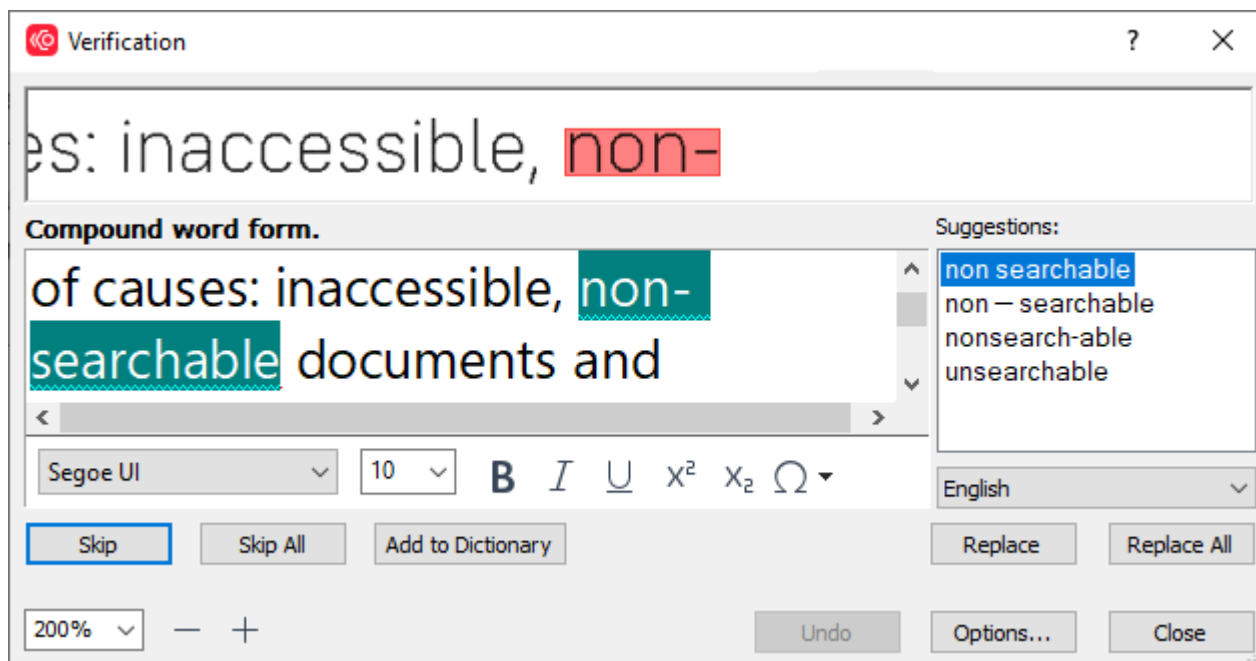 Verification
?
es: inaccessible, non-
Compound word form.
Suggestions:
of causes: inaccessible, non-
searchable documents and
non searchable
non — searchable
nonsearch-able
unsearchable
Segoe UI
10
B I U X² X₂ Ω
English
Skip
Skip All
Add to Dictionary
Replace
Replace All
200%
Undo
Options...
Close